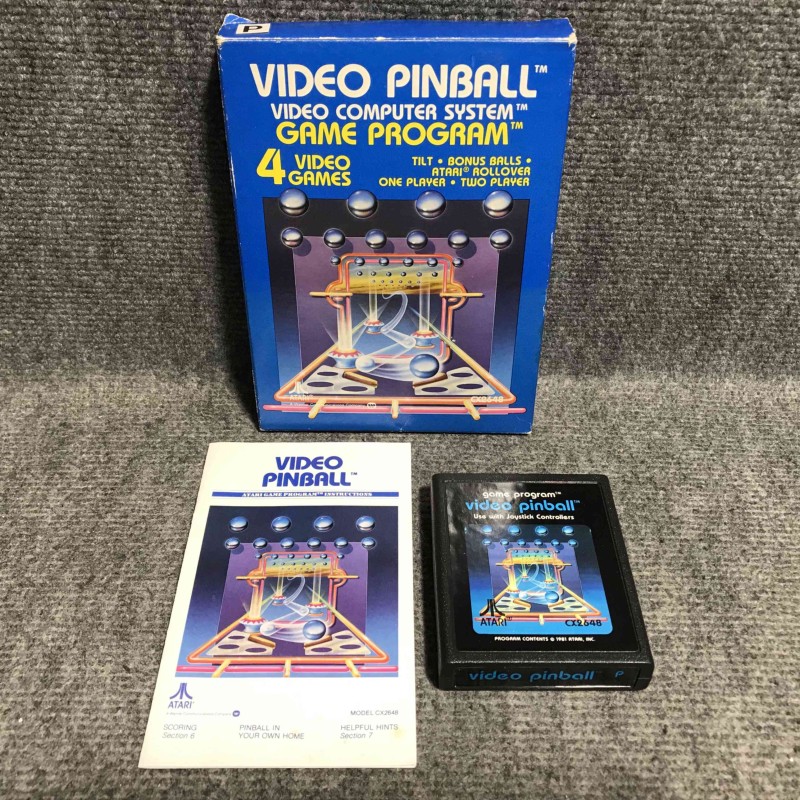 P
VIDEO PINBALL™
VIDEO COMPUTER SYSTEM™
GAME PROGRAM™
4 VIDEO GAMES
TILT • BONUS BALLS •
ATARI® ROLLOVER
ONE PLAYER • TWO PLAYER
ATARI®
CX2648
VIDEO
PINBALL™
ATARI GAME PROGRAM™ INSTRUCTIONS
ATARI®
MODEL CX2648
SCORING
Section 6
PINBALL IN
YOUR OWN HOME
HELPFUL HINTS
Section 7
game program™
video pinball™
Use with Joystick Controllers
ATARI®
CX2648
PROGRAM CONTENTS © 1981 ATARI, INC.
video pinball P